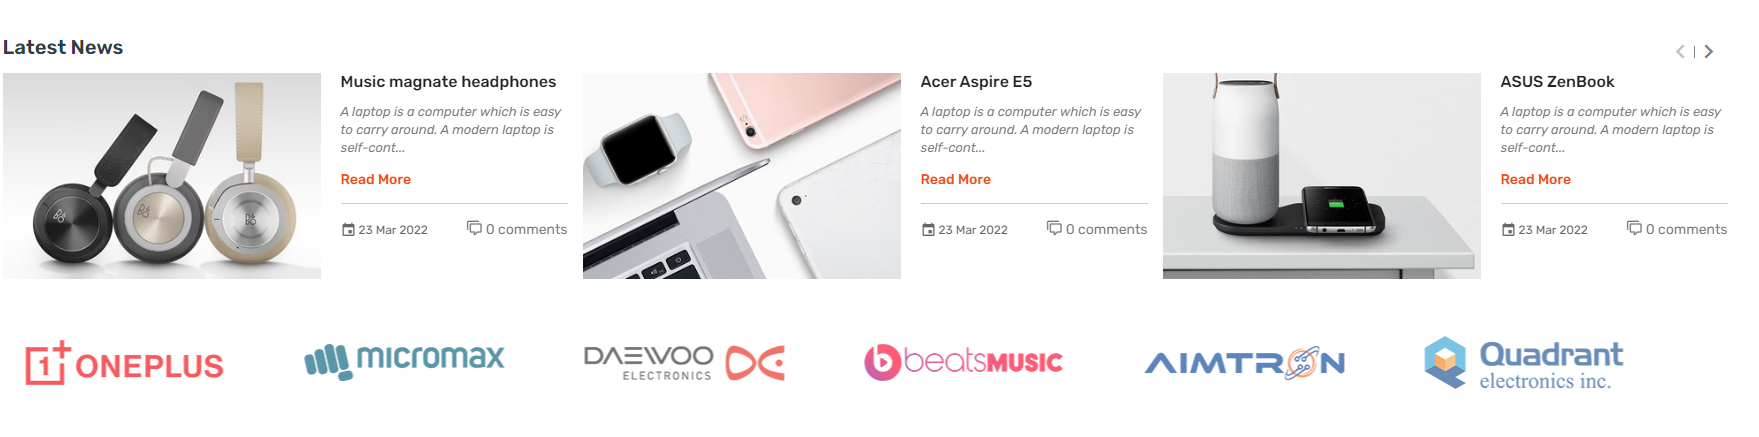 Latest News
Music magnate headphones
A laptop is a computer which is easy
to carry around. A modern laptop is
self-cont...
Read More
23 Mar 2022
0 comments
Acer Aspire E5
A laptop is a computer which is easy
to carry around. A modern laptop is
self-cont...
Read More
23 Mar 2022
0 comments
ASUS ZenBook
A laptop is a computer which is easy
to carry around. A modern laptop is
self-cont...
Read More
23 Mar 2022
0 comments
1+ ONEPLUS
micromax
DAEWOO
ELECTRONICS
beatsMUSIC
AIMTRON
Quadrant
electronics inc.